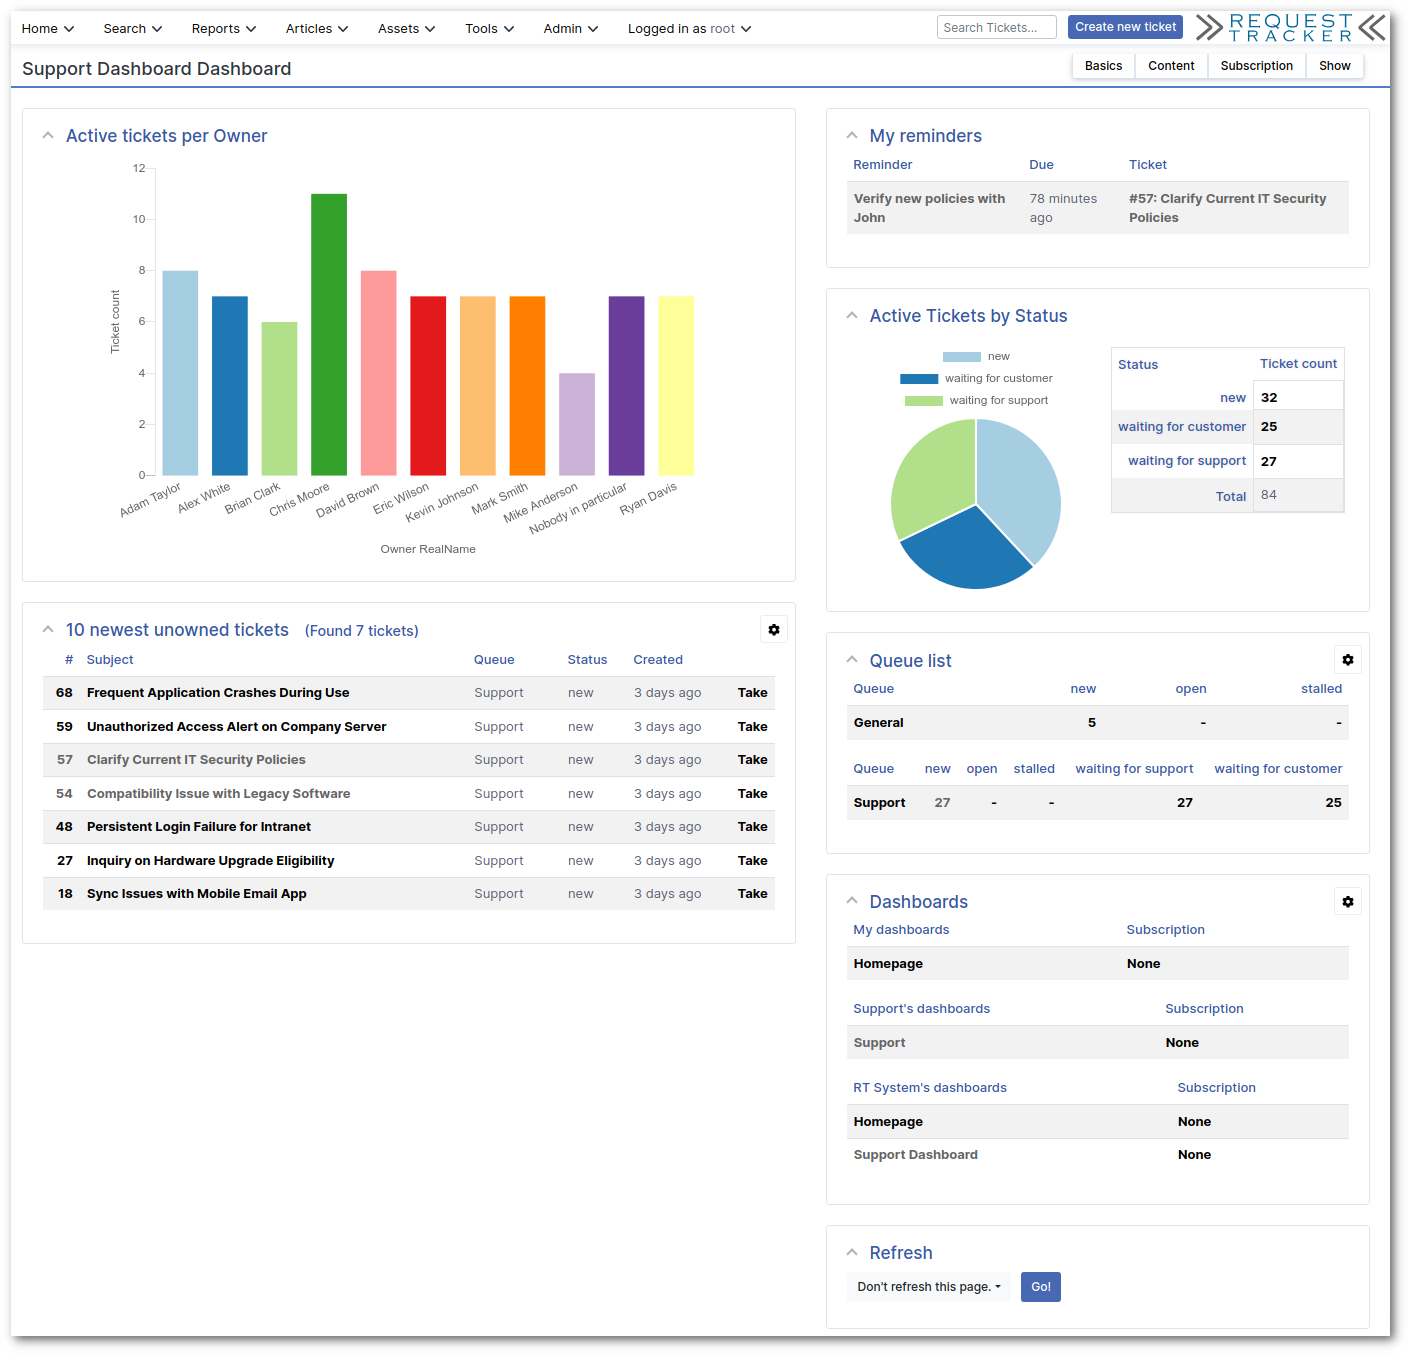 Home Search Reports Articles Assets Tools Admin Logged in as root Search Tickets... Create new ticket REQUEST TRACKER
Support Dashboard Dashboard Basics Content Subscription Show
Active tickets per Owner
12
10
8
6
4
2
0
Ticket count
Adam Taylor Alex White Brian Clark Chris Moore David Brown Eric Wilson Kevin Johnson Mark Smith Mike Anderson Nobody in particular Ryan Davis
Owner RealName
10 newest unowned tickets (Found 7 tickets)
# Subject Queue Status Created
68 Frequent Application Crashes During Use Support new 3 days ago Take
59 Unauthorized Access Alert on Company Server Support new 3 days ago Take
57 Clarify Current IT Security Policies Support new 3 days ago Take
54 Compatibility Issue with Legacy Software Support new 3 days ago Take
48 Persistent Login Failure for Intranet Support new 3 days ago Take
27 Inquiry on Hardware Upgrade Eligibility Support new 3 days ago Take
18 Sync Issues with Mobile Email App Support new 3 days ago Take
My reminders
Reminder Due Ticket
Verify new policies with John 78 minutes ago #57: Clarify Current IT Security Policies
Active Tickets by Status
new
waiting for customer
waiting for support
Status Ticket count
new 32
waiting for customer 25
waiting for support 27
Total 84
Queue list
Queue new open stalled
General 5 - -
Queue new open stalled waiting for support waiting for customer
Support 27 - - 27 25
Dashboards
My dashboards Subscription
Homepage None
Support's dashboards Subscription
Support None
RT System's dashboards Subscription
Homepage None
Support Dashboard None
Refresh
Don't refresh this page. Go!